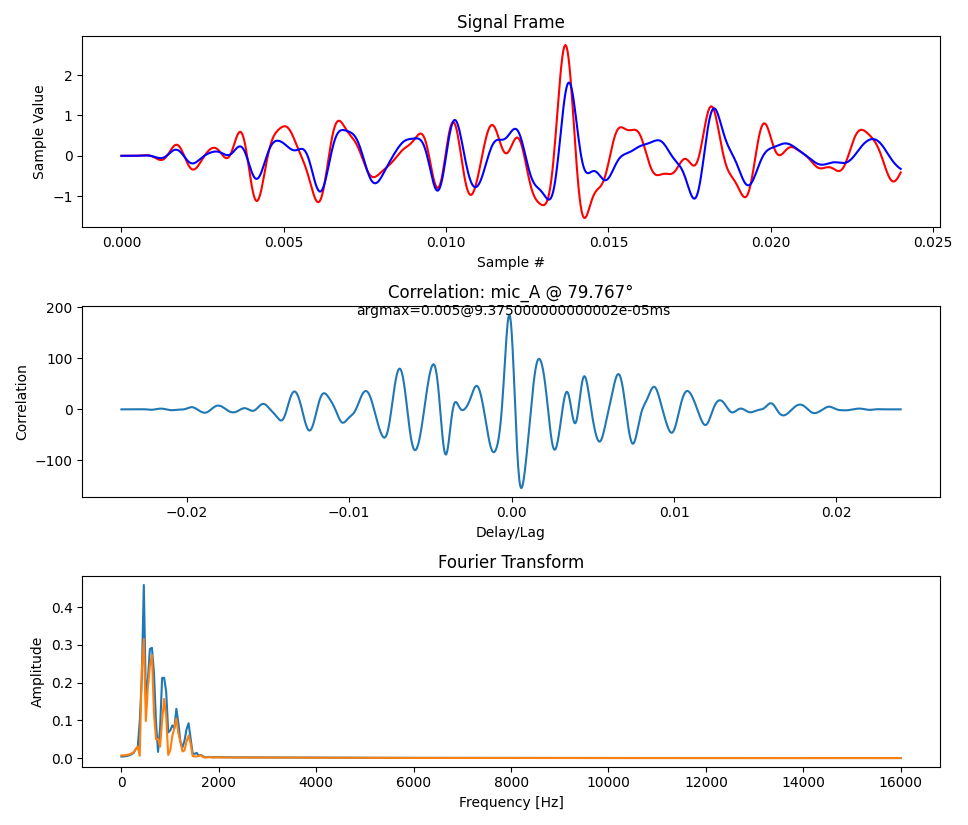 Signal Frame
Sample Value
2
1
0
−1
0.000 0.005 0.010 0.015 0.020 0.025
Sample #
Correlation: mic_A @ 79.767°
argmax=0.005@9.375000000000002e-05ms
Correlation
200
100
0
−100
−0.02 −0.01 0.00 0.01 0.02
Delay/Lag
Fourier Transform
Amplitude
0.4
0.3
0.2
0.1
0.0
0 2000 4000 6000 8000 10000 12000 14000 16000
Frequency [Hz]